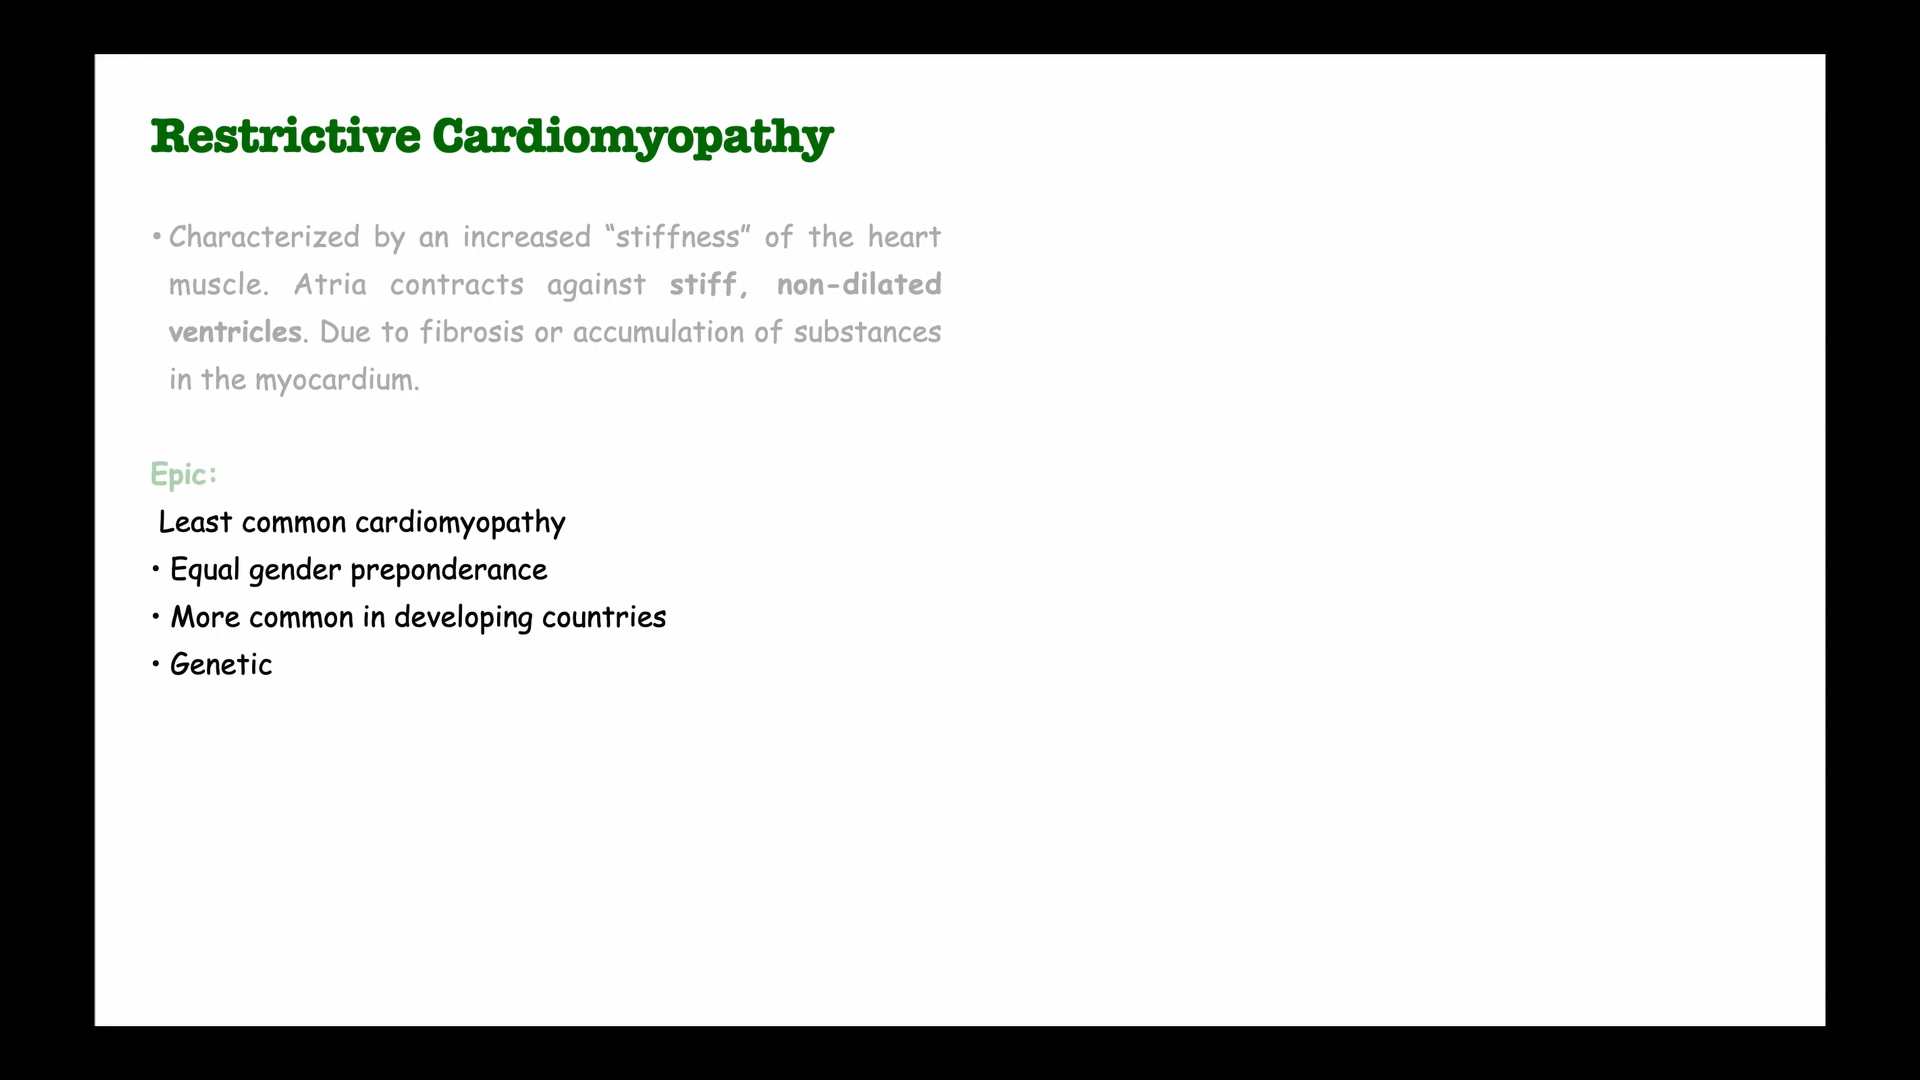 Restrictive Cardiomyopathy
• Characterized by an increased “stiffness” of the heart
muscle. Atria contracts against stiff, non-dilated
ventricles. Due to fibrosis or accumulation of substances
in the myocardium.
Epic:
Least common cardiomyopathy
• Equal gender preponderance
• More common in developing countries
• Genetic